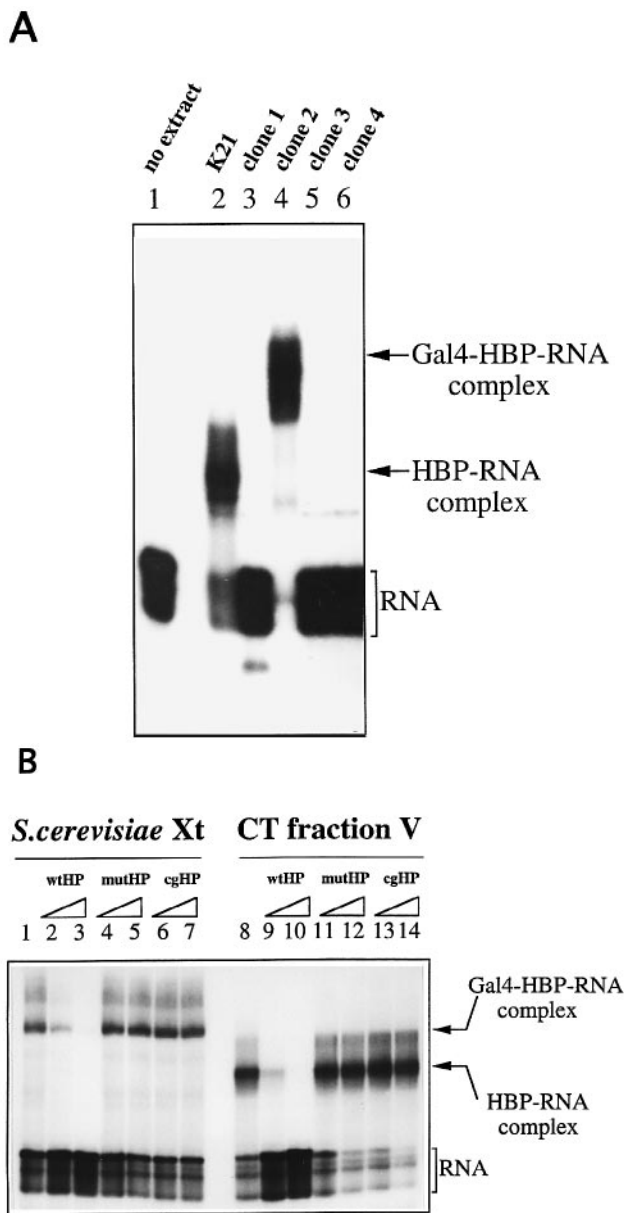 A
no extract
K21
clone 1
clone 2
clone 3
clone 4
1 2 3 4 5 6
Gal4-HBP-RNA
complex
HBP-RNA
complex
RNA
B
S.cerevisiae Xt CT fraction V
wtHP mutHP cgHP wtHP mutHP cgHP
1 2 3 4 5 6 7 8 9 10 11 12 13 14
Gal4-HBP-RNA
complex
HBP-RNA
complex
RNA